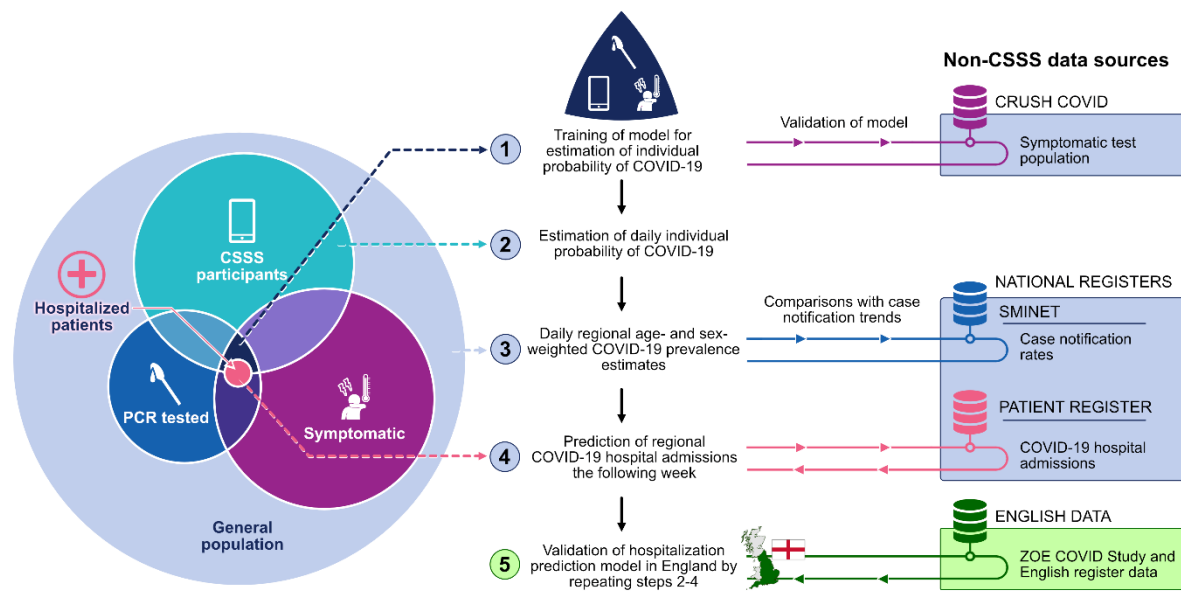 Non-CSSS data sources
CRUSH COVID
Validation of model
Symptomatic test
population
1
Training of model for
estimation of individual
probability of COVID-19
CSSS
participants
2
Estimation of daily individual
probability of COVID-19
Hospitalized
patients
NATIONAL REGISTERS
SMINET
Comparisons with case
notification trends
Case notification
rates
3
Daily regional age- and sex-
weighted COVID-19 prevalence
estimates
PCR tested
Symptomatic
PATIENT REGISTER
4
Prediction of regional
COVID-19 hospital admissions
the following week
COVID-19 hospital
admissions
General
population
ENGLISH DATA
5
Validation of hospitalization
prediction model in England by
repeating steps 2-4
ZOE COVID Study and
English register data